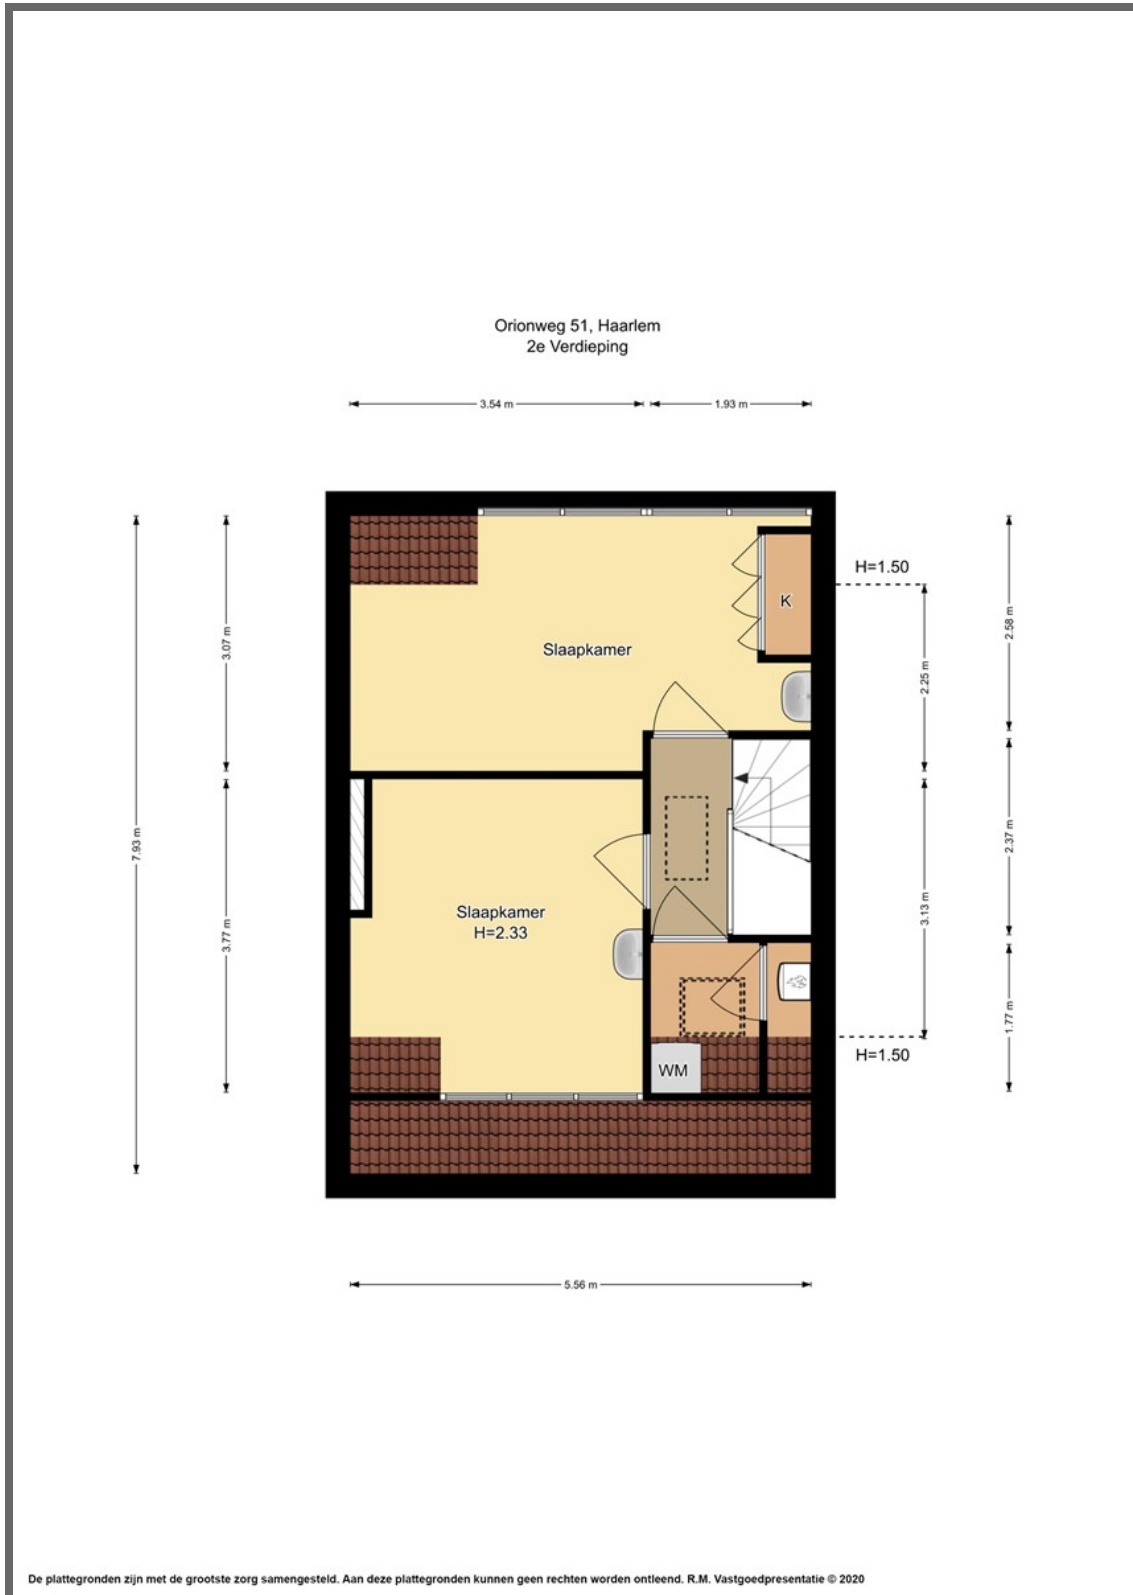 Orionweg 51, Haarlem
2e Verdieping
3.54 m
1.93 m
H=1.50
K
Slaapkamer
3.07 m
2.25 m
2.58 m
7.93 m
3.77 m
Slaapkamer
H=2.33
2.37 m
3.13 m
1.77 m
H=1.50
WM
5.56 m
De plattegronden zijn met de grootste zorg samengesteld. Aan deze plattegronden kunnen geen rechten worden ontleend. R.M. Vastgoedpresentatie © 2020